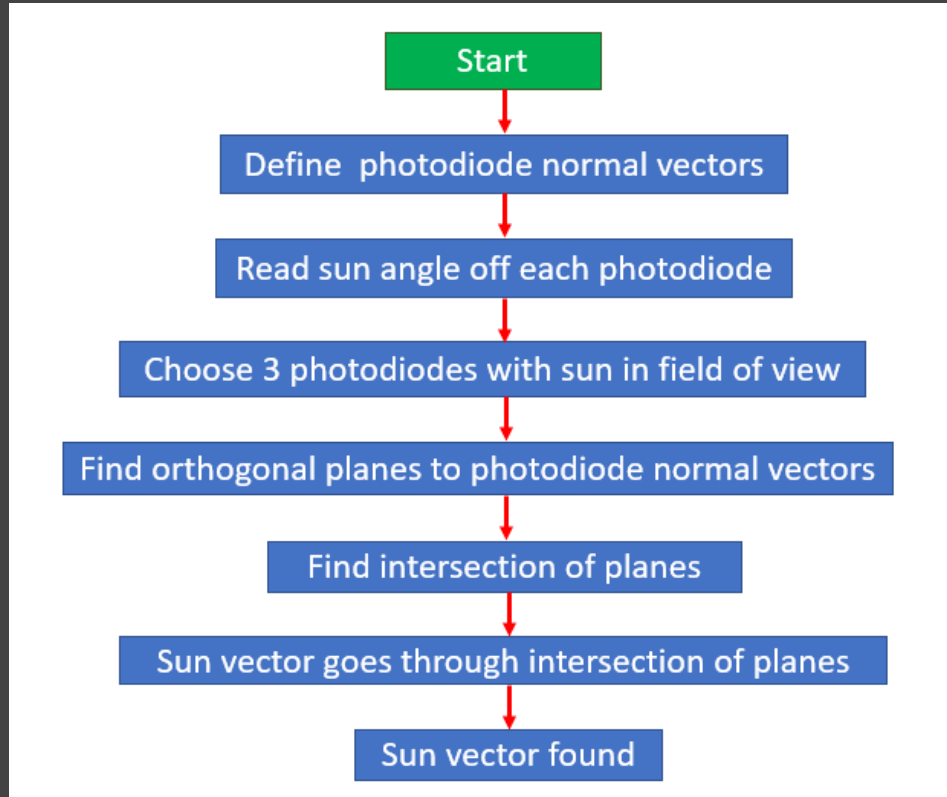 Start
Define  photodiode normal vectors
Read sun angle off each photodiode
Choose 3 photodiodes with sun in field of view
Find orthogonal planes to photodiode normal vectors
Find intersection of planes
Sun vector goes through intersection of planes
Sun vector found